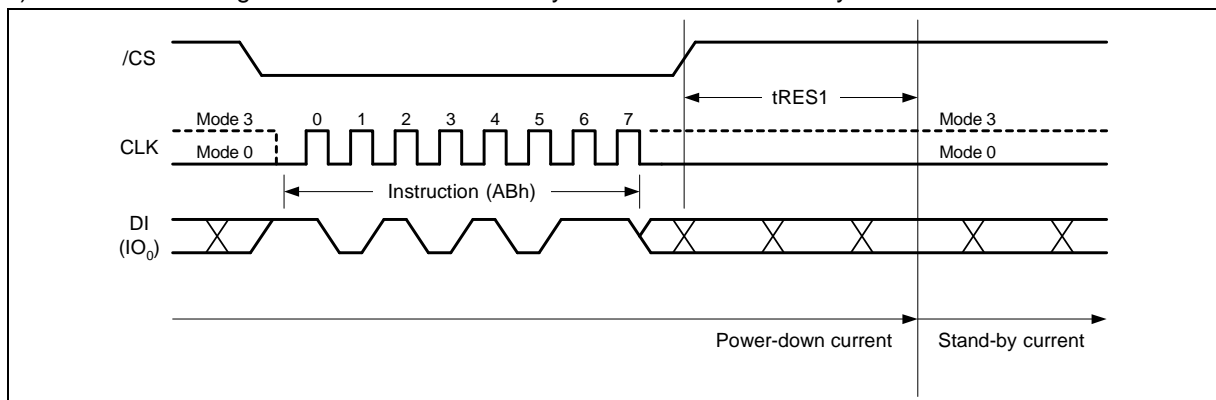 /CS
tRES1
Mode 3 0 1 2 3 4 5 6 7 Mode 3
CLK
Mode 0 Mode 0
Instruction (ABh)
DI
(IO0)
Power-down current Stand-by current